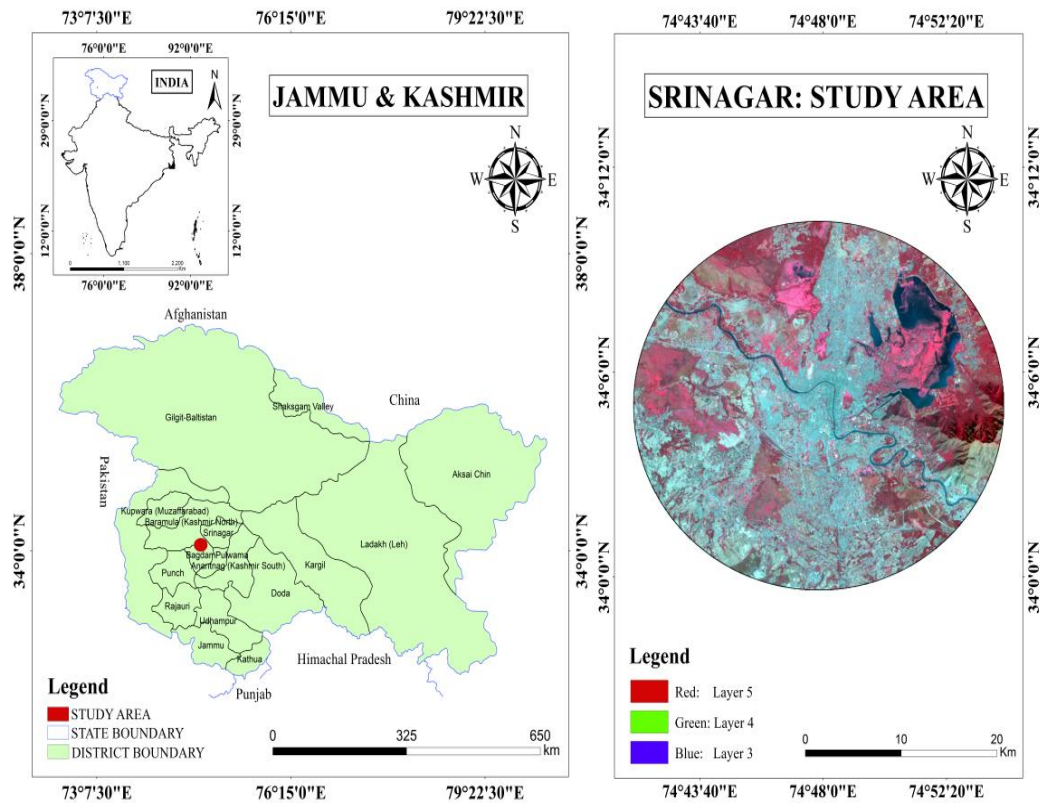 73°7'30"E 76°15'0"E 79°22'30"E
76°0'0"E 92°0'0"E
INDIA
N
29°0'0"N 29°0'0"N
12°0'0"N 12°0'0"N
0 1,100 2,200
Km
76°0'0"E 92°0'0"E
JAMMU & KASHMIR
N
W E
S
38°0'0"N 38°0'0"N
Afghanistan
China
Pakistan
Shaksgam Valley
Gilgit-Baltistan
Aksai Chin
Kupwara (Muzaffarabad)
Baramula (Kashmir North)
Srinagar
Ladakh (Leh)
34°0'0"N 34°0'0"N
BagdamPulwama
Anantnag (Kashmir South)
Kargil
Punch
Doda
Rajauri
Udhampur
Jammu
Kathua
Himachal Pradesh
Punjab
Legend
STUDY AREA
STATE BOUNDARY
DISTRICT BOUNDARY
0 325 650
km
73°7'30"E 76°15'0"E 79°22'30"E
74°43'40"E 74°48'0"E 74°52'20"E
SRINAGAR: STUDY AREA
N
W E
S
34°12'0"N 34°12'0"N
34°6'0"N 34°6'0"N
34°0'0"N 34°0'0"N
Legend
Red: Layer 5
Green: Layer 4
Blue: Layer 3
0 10 20
Km
74°43'40"E 74°48'0"E 74°52'20"E